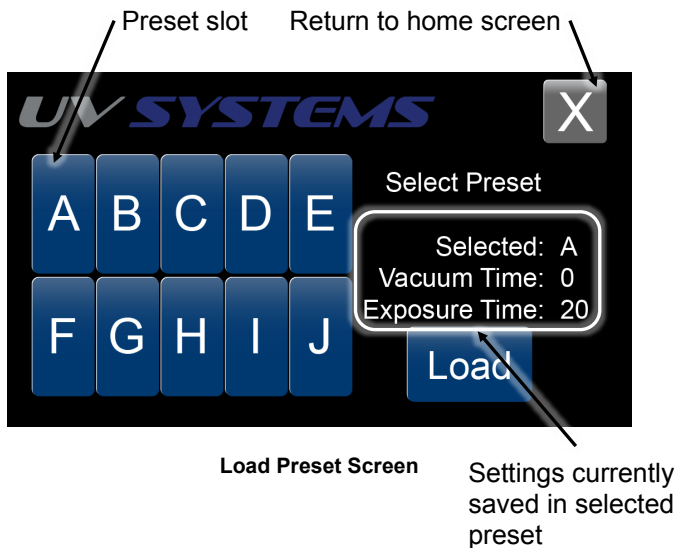 Preset slot Return to home screen
UV SYSTEMS X
Select Preset
A B C D E
Selected: A
Vacuum Time: 0
Exposure Time: 20
F G H I J
Load
Load Preset Screen
Settings currently
saved in selected
preset